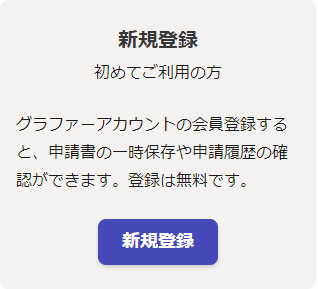 新規登録
初めてご利用の方
グラファーアカウントの会員登録する
と、申請書の一時保存や申請履歴の確
認ができます。登録は無料です。
新規登録